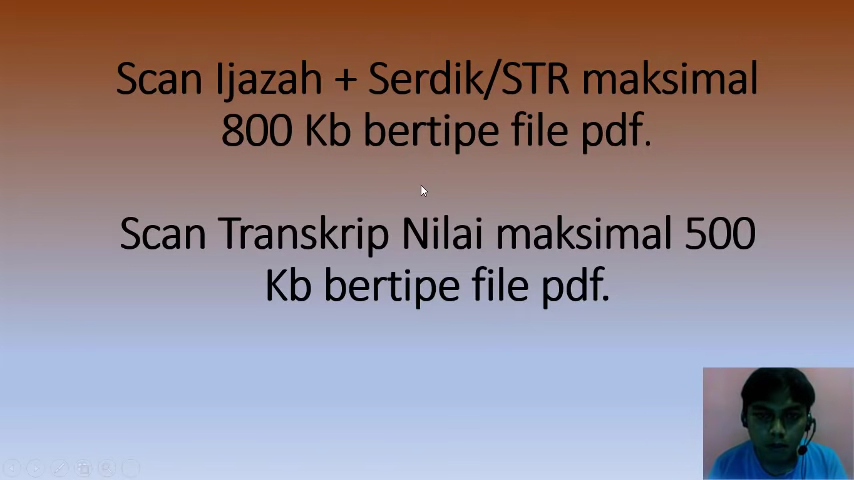 Scan Ijazah + Serdik/STR maksimal
800 Kb bertipe file pdf.
Scan Transkrip Nilai maksimal 500
Kb bertipe file pdf.